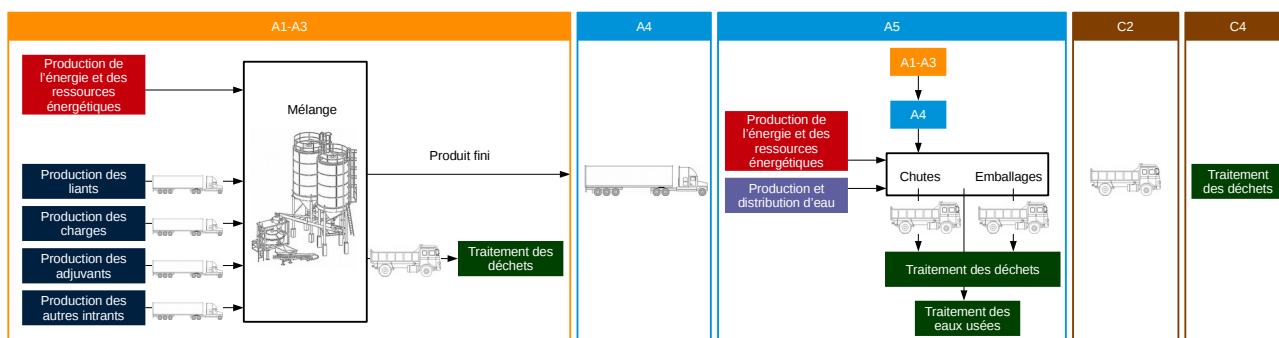 A1-A3
Production de
l'énergie et des
ressources
énergétiques
Mélange
Produit fini
Production des
liants
Production des
charges
Production des
adjuvants
Production des
autres intrants
Traitement des
déchets
A4
A5
A1-A3
A4
Production de
l'énergie et des
ressources
énergétiques
Production et
distribution d'eau
Chutes
Emballages
Traitement des déchets
Traitement des
eaux usées
C2
C4
Traitement
des déchets